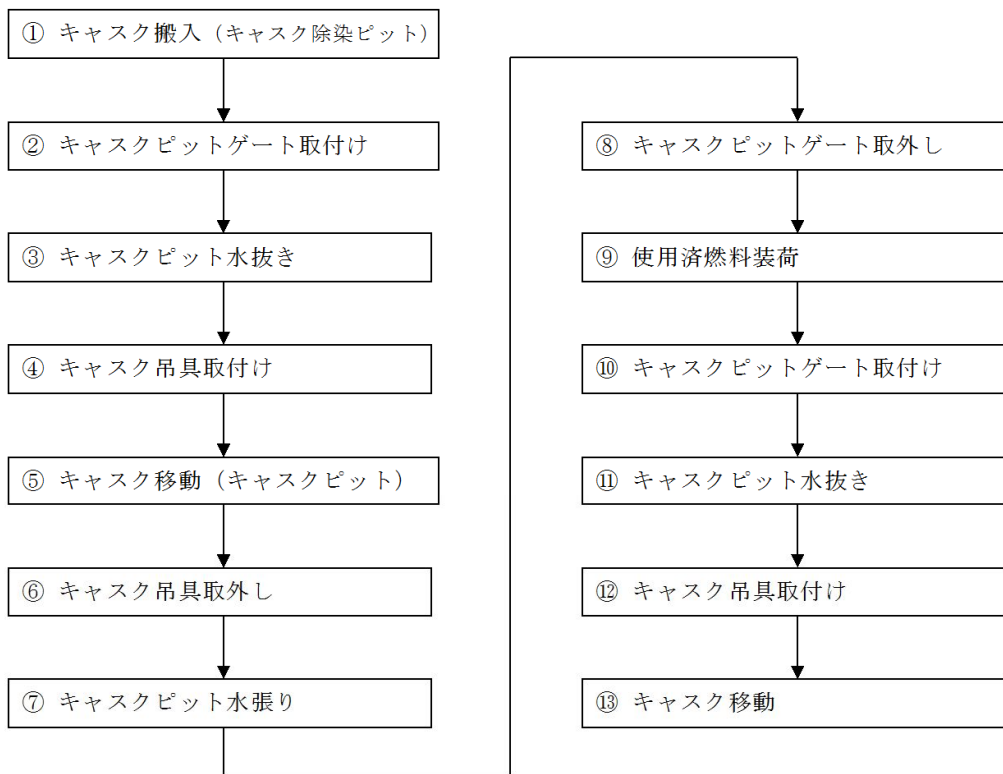 ① キャスク搬入（キャスク除染ピット）
② キャスクピットゲート取付け
③ キャスクピット水抜き
④ キャスク吊具取付け
⑤ キャスク移動（キャスクピット）
⑥ キャスク吊具取外し
⑦ キャスクピット水張り
⑧ キャスクピットゲート取外し
⑨ 使用済燃料装荷
⑩ キャスクピットゲート取付け
⑪ キャスクピット水抜き
⑫ キャスク吊具取付け
⑬ キャスク移動